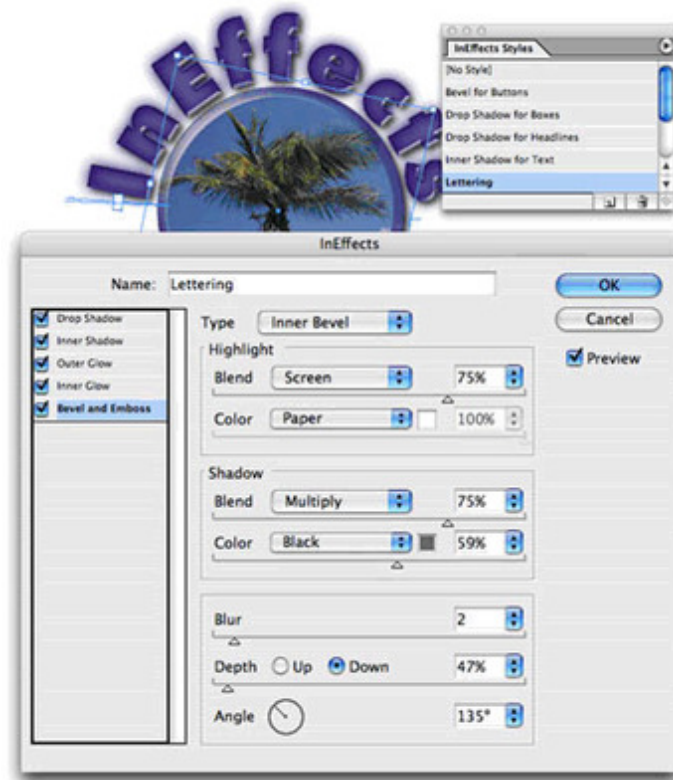 InEffects
InEffects Styles
[No Style]
Bevel for Buttons
Drop Shadow for Boxes
Drop Shadow for Headlines
Inner Shadow for Text
Lettering
InEffects
Name: Lettering
OK
Cancel
Preview
Drop Shadow
Inner Shadow
Outer Glow
Inner Glow
Bevel and Emboss
Type Inner Bevel
Highlight
Blend Screen 75%
Color Paper 100%
Shadow
Blend Multiply 75%
Color Black 59%
Blur 2
Depth Up Down 47%
Angle 135°